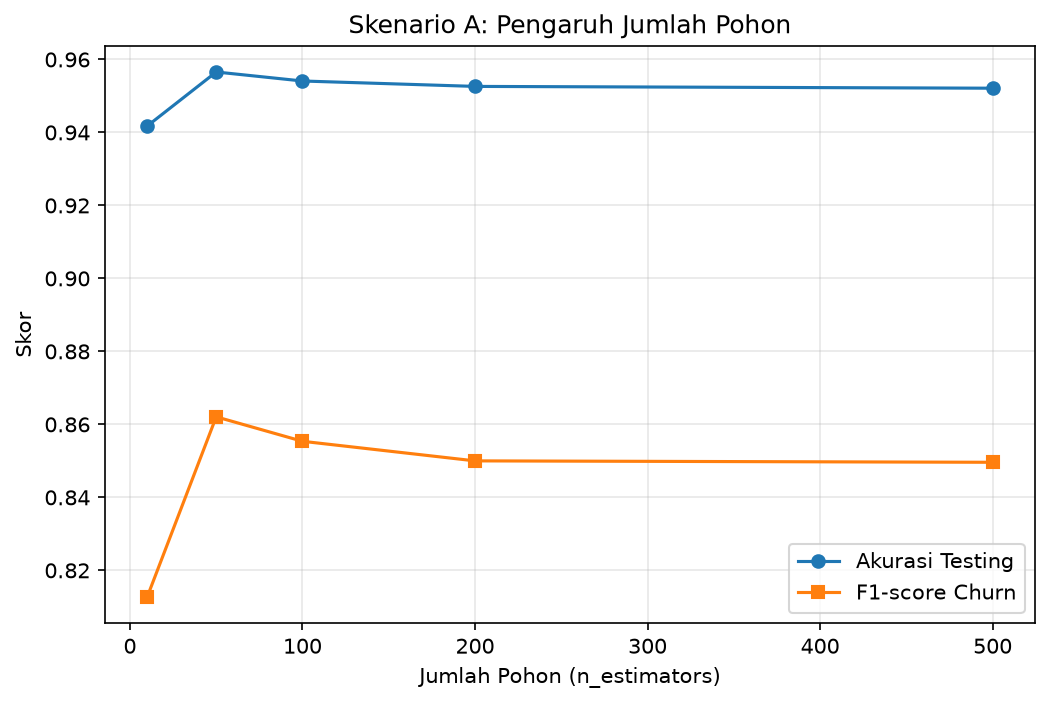 Skenario A: Pengaruh Jumlah Pohon
Skor
0.96
0.94
0.92
0.90
0.88
0.86
0.84
0.82
0 100 200 300 400 500
Jumlah Pohon (n_estimators)
Akurasi Testing
F1-score Churn